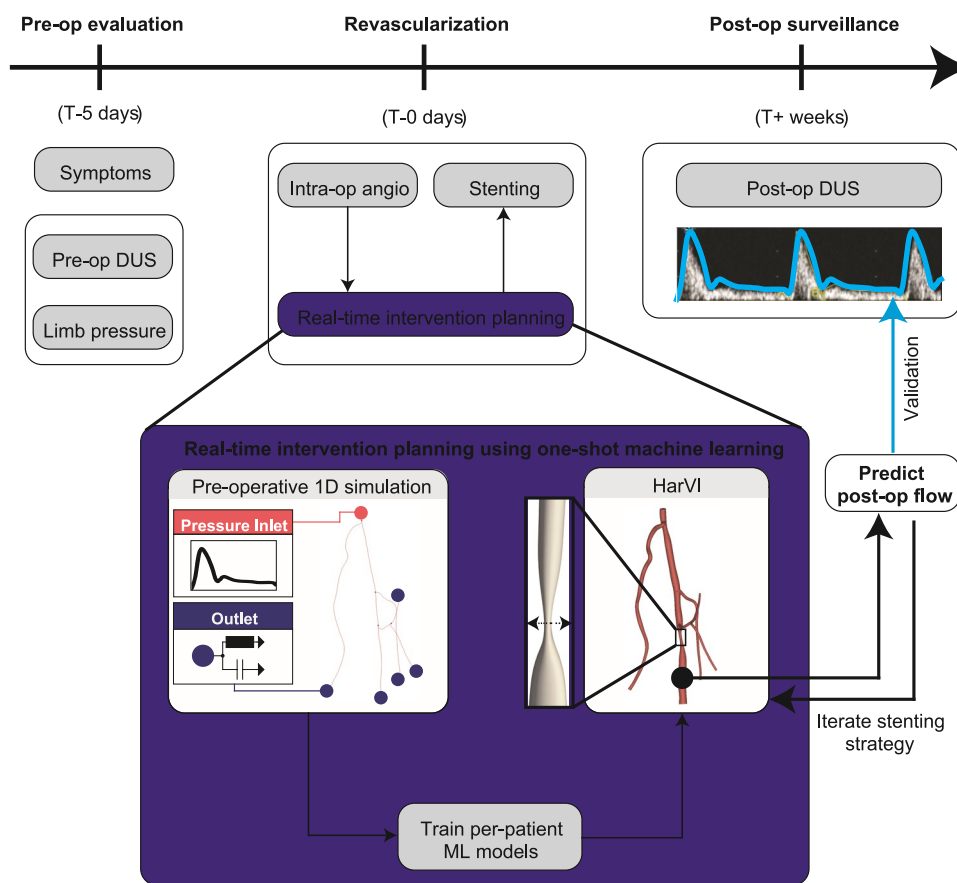 Pre-op evaluation
Revascularization
Post-op surveillance
(T-5 days)
(T-0 days)
(T+ weeks)
Symptoms
Pre-op DUS
Limb pressure
Intra-op angio
Stenting
Real-time intervention planning
Post-op DUS
Validation
Real-time intervention planning using one-shot machine learning
Pre-operative 1D simulation
Pressure Inlet
Outlet
HarVI
Predict
post-op flow
Iterate stenting
strategy
Train per-patient
ML models